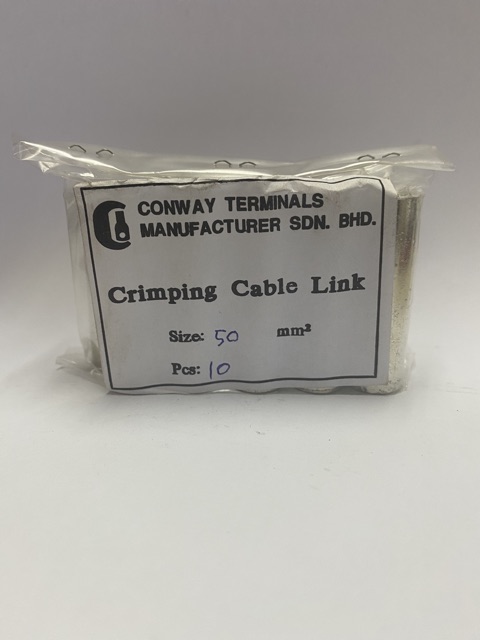 CONWAY TERMINALS
MANUFACTURER SDN. BHD.
Crimping Cable Link
Size: 50 mm²
Pcs: 10